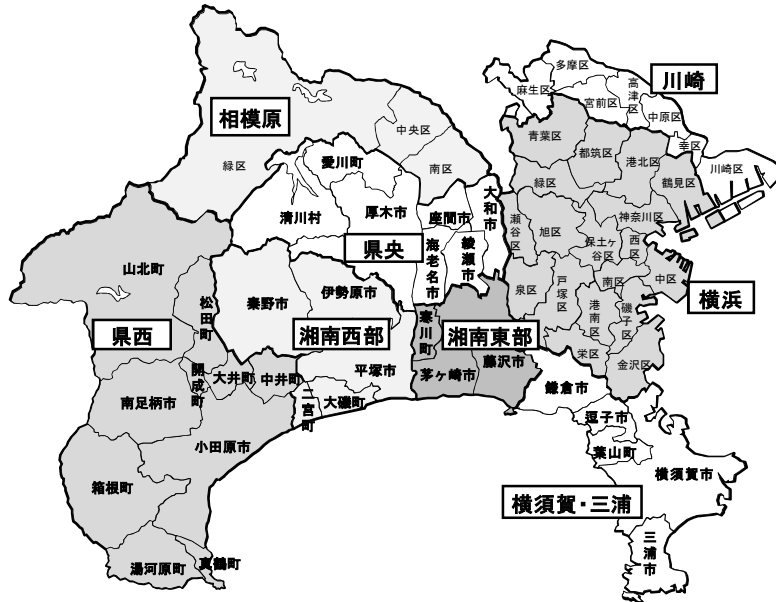 川崎
多摩区
麻生区
宮前区
高津区
中原区
幸区
川崎区
相模原
中央区
緑区
南区
青葉区
都筑区
港北区
鶴見区
緑区
神奈川区
瀬谷区
旭区
保土ヶ谷区
西区
中区
横浜
泉区
戸塚区
南区
港南区
磯子区
栄区
金沢区
愛川町
清川村
厚木市
座間市
大和市
県央
海老名市
綾瀬市
山北町
松田町
県西
開成町
大井町
中井町
南足柄市
小田原市
箱根町
湯河原町
真鶴町
秦野市
伊勢原市
湘南西部
平塚市
二宮町
大磯町
寒川町
湘南東部
茅ヶ崎市
藤沢市
鎌倉市
逗子市
葉山町
横須賀市
横須賀・三浦
三浦市